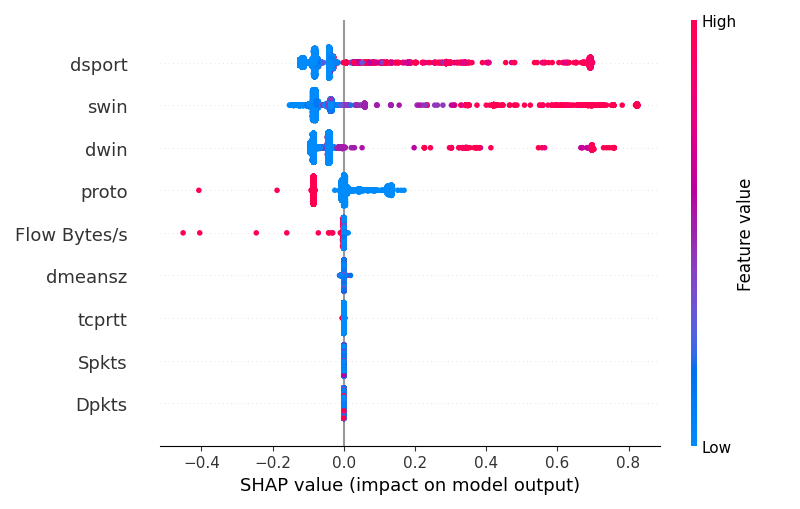 High
dsport
swin
dwin
proto
Flow Bytes/s
dmeansz
tcprtt
Spkts
Dpkts
Feature value
Low
−0.4 −0.2 0.0 0.2 0.4 0.6 0.8
SHAP value (impact on model output)